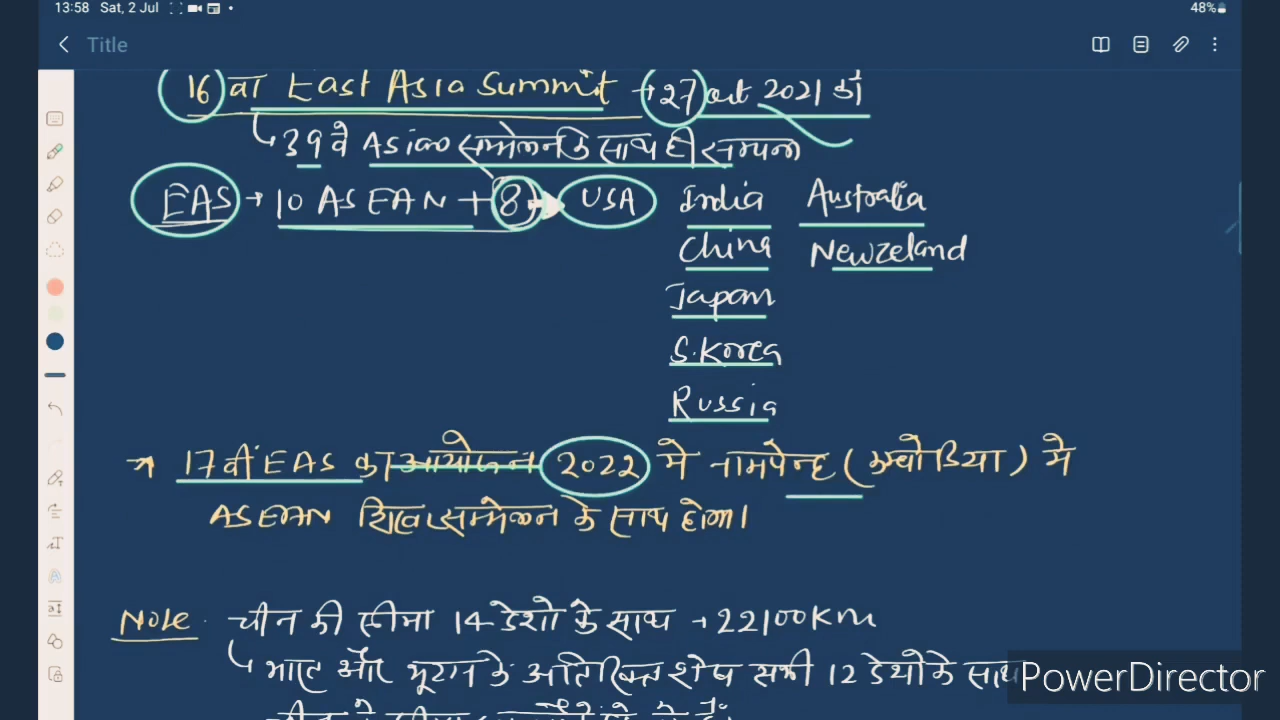 13:58 Sat, 2 Jul
48%
Title
16 वा East Asia Summit → 27 oct 2021 को
39 वे Asian सम्मेलन के साथ ही सम्पन्न
EAS → 10 ASEAN + 8 → USA India Australia
China Newzeland
Japan
S.Korea
Russia
→ 17 वीं EAS का आयोजन 2022 में नामपेन्ह (कम्बोडिया) में
ASEAN शिखर सम्मेलन के साथ होगा।
Note चीन की सीमा 14 देशो के साथ → 22100 Km
भारत और भूटान के अतिरिक्त शेष सभी 12 देशो के साथ
PowerDirector